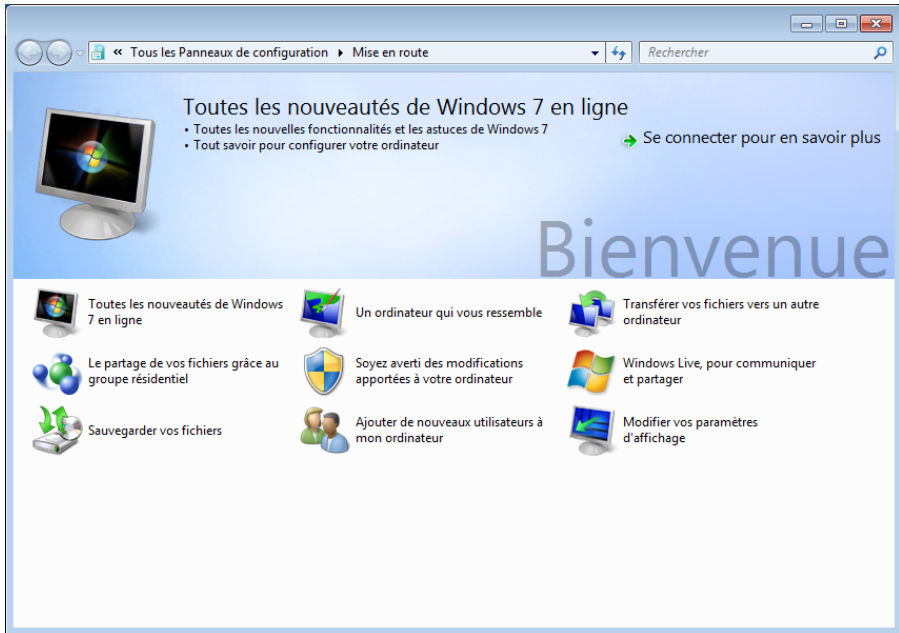 « Tous les Panneaux de configuration ▸ Mise en route
Rechercher
Toutes les nouveautés de Windows 7 en ligne
• Toutes les nouvelles fonctionnalités et les astuces de Windows 7
• Tout savoir pour configurer votre ordinateur
Se connecter pour en savoir plus
Bienvenue
Toutes les nouveautés de Windows
7 en ligne
Un ordinateur qui vous ressemble
Transférer vos fichiers vers un autre
ordinateur
Le partage de vos fichiers grâce au
groupe résidentiel
Soyez averti des modifications
apportées à votre ordinateur
Windows Live, pour communiquer
et partager
Sauvegarder vos fichiers
Ajouter de nouveaux utilisateurs à
mon ordinateur
Modifier vos paramètres
d'affichage